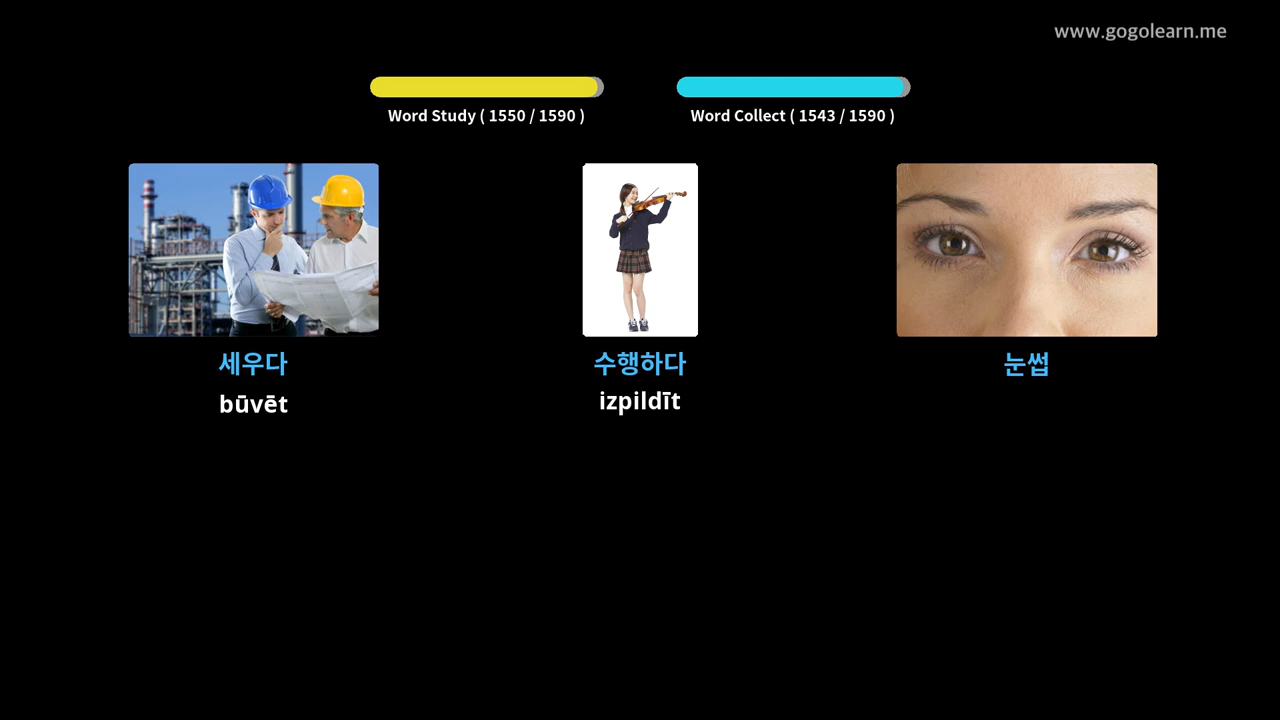 www.gogolearn.me
Word Study ( 1550 / 1590 )
Word Collect ( 1543 / 1590 )
세우다
būvēt
수행하다
izpildīt
눈썹